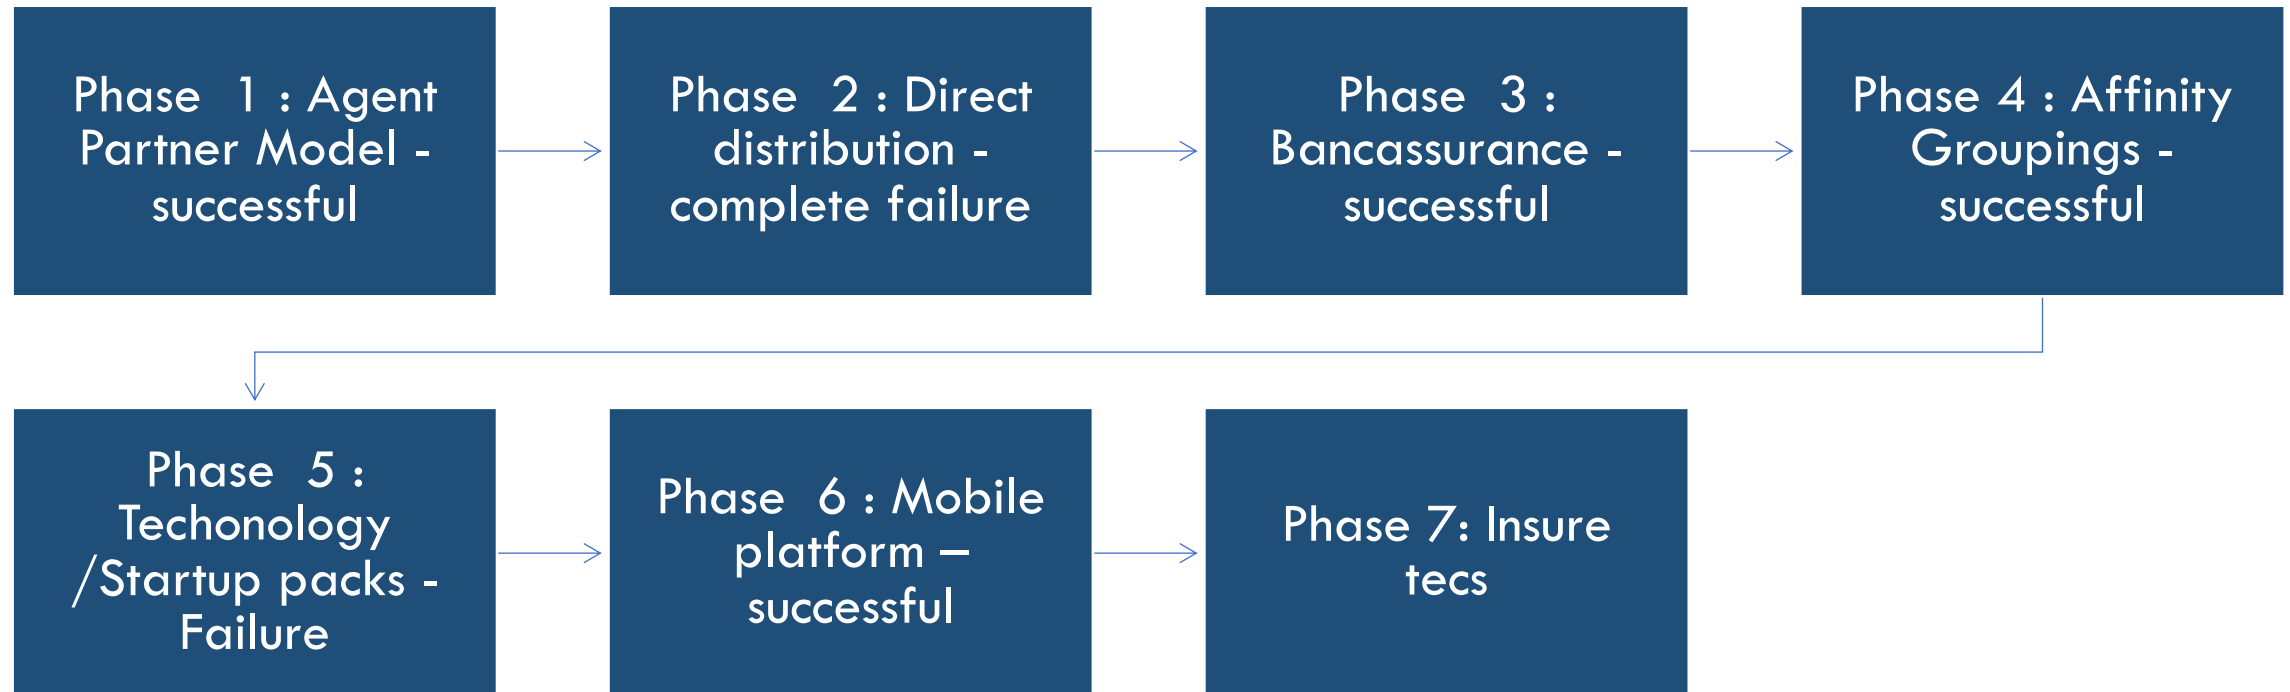 Phase 1 : Agent
Partner Model -
successful
Phase 2 : Direct
distribution -
complete failure
Phase 3 :
Bancassurance -
successful
Phase 4 : Affinity
Groupings -
successful
Phase 5 :
Techonology
/Startup packs -
Failure
Phase 6 : Mobile
platform –
successful
Phase 7: Insure
tecs